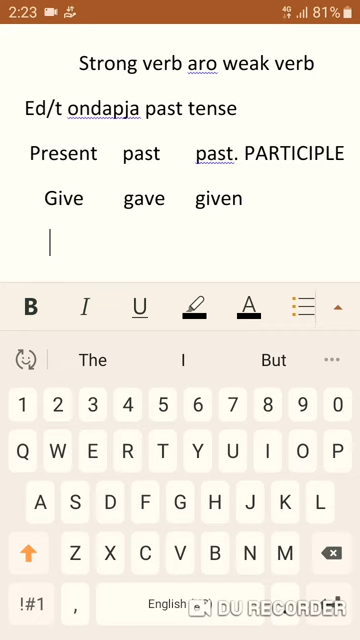 2:23 4G 81%
Strong verb aro weak verb
Ed/t ondapja past tense
Present past past. PARTICIPLE
Give gave given
B I U A
The I But
1 2 3 4 5 6 7 8 9 0
Q W E R T Y U I O P
A S D F G H J K L
Z X C V B N M
!#1 , English
DU RECORDER